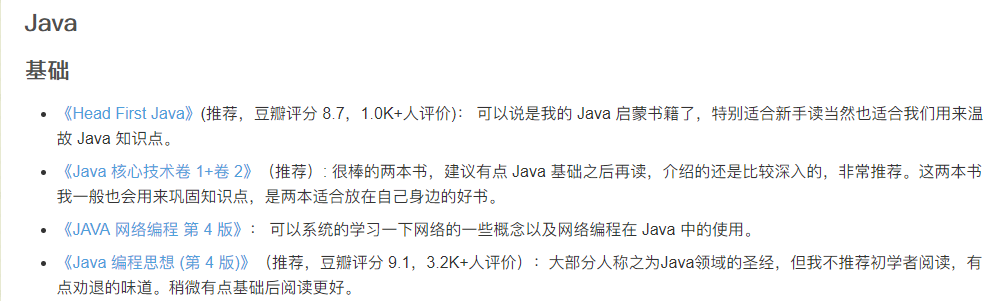 Java
基础
《Head First Java》(推荐，豆瓣评分 8.7，1.0K+人评价)： 可以说是我的 Java 启蒙书籍了，特别适合新手读当然也适合我们用来温
故 Java 知识点。
《Java 核心技术卷 1+卷 2》（推荐）: 很棒的两本书，建议有点 Java 基础之后再读，介绍的还是比较深入的，非常推荐。这两本书
我一般也会用来巩固知识点，是两本适合放在自己身边的好书。
《JAVA 网络编程 第 4 版》： 可以系统的学习一下网络的一些概念以及网络编程在 Java 中的使用。
《Java 编程思想 (第 4 版)》（推荐，豆瓣评分 9.1，3.2K+人评价）：大部分人称之为Java领域的圣经，但我不推荐初学者阅读，有
点劝退的味道。稍微有点基础后阅读更好。